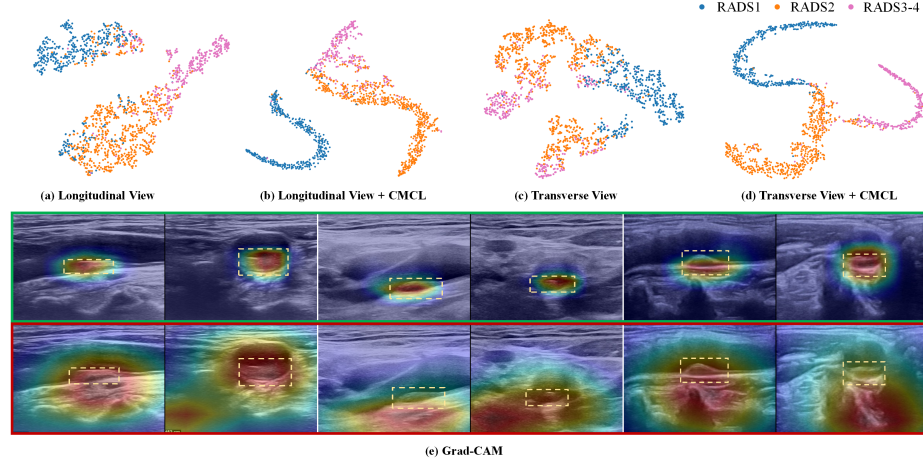 RADS1 RADS2 RADS3-4
(a) Longitudinal View (b) Longitudinal View + CMCL (c) Transverse View (d) Transverse View + CMCL
(e) Grad-CAM